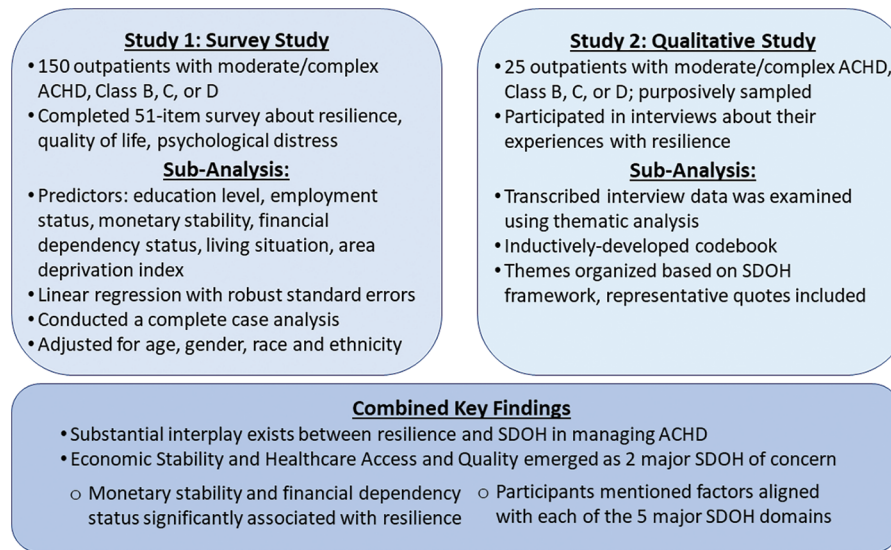 Study 1: Survey Study
• 150 outpatients with moderate/complex
ACHD, Class B, C, or D
• Completed 51-item survey about resilience,
quality of life, psychological distress
Sub-Analysis:
• Predictors: education level, employment
status, monetary stability, financial
dependency status, living situation, area
deprivation index
• Linear regression with robust standard errors
• Conducted a complete case analysis
• Adjusted for age, gender, race and ethnicity
Study 2: Qualitative Study
• 25 outpatients with moderate/complex ACHD,
Class B, C, or D; purposively sampled
• Participated in interviews about their
experiences with resilience
Sub-Analysis:
• Transcribed interview data was examined
using thematic analysis
• Inductively-developed codebook
• Themes organized based on SDOH
framework, representative quotes included
Combined Key Findings
• Substantial interplay exists between resilience and SDOH in managing ACHD
• Economic Stability and Healthcare Access and Quality emerged as 2 major SDOH of concern
o Monetary stability and financial dependency
status significantly associated with resilience
o Participants mentioned factors aligned
with each of the 5 major SDOH domains